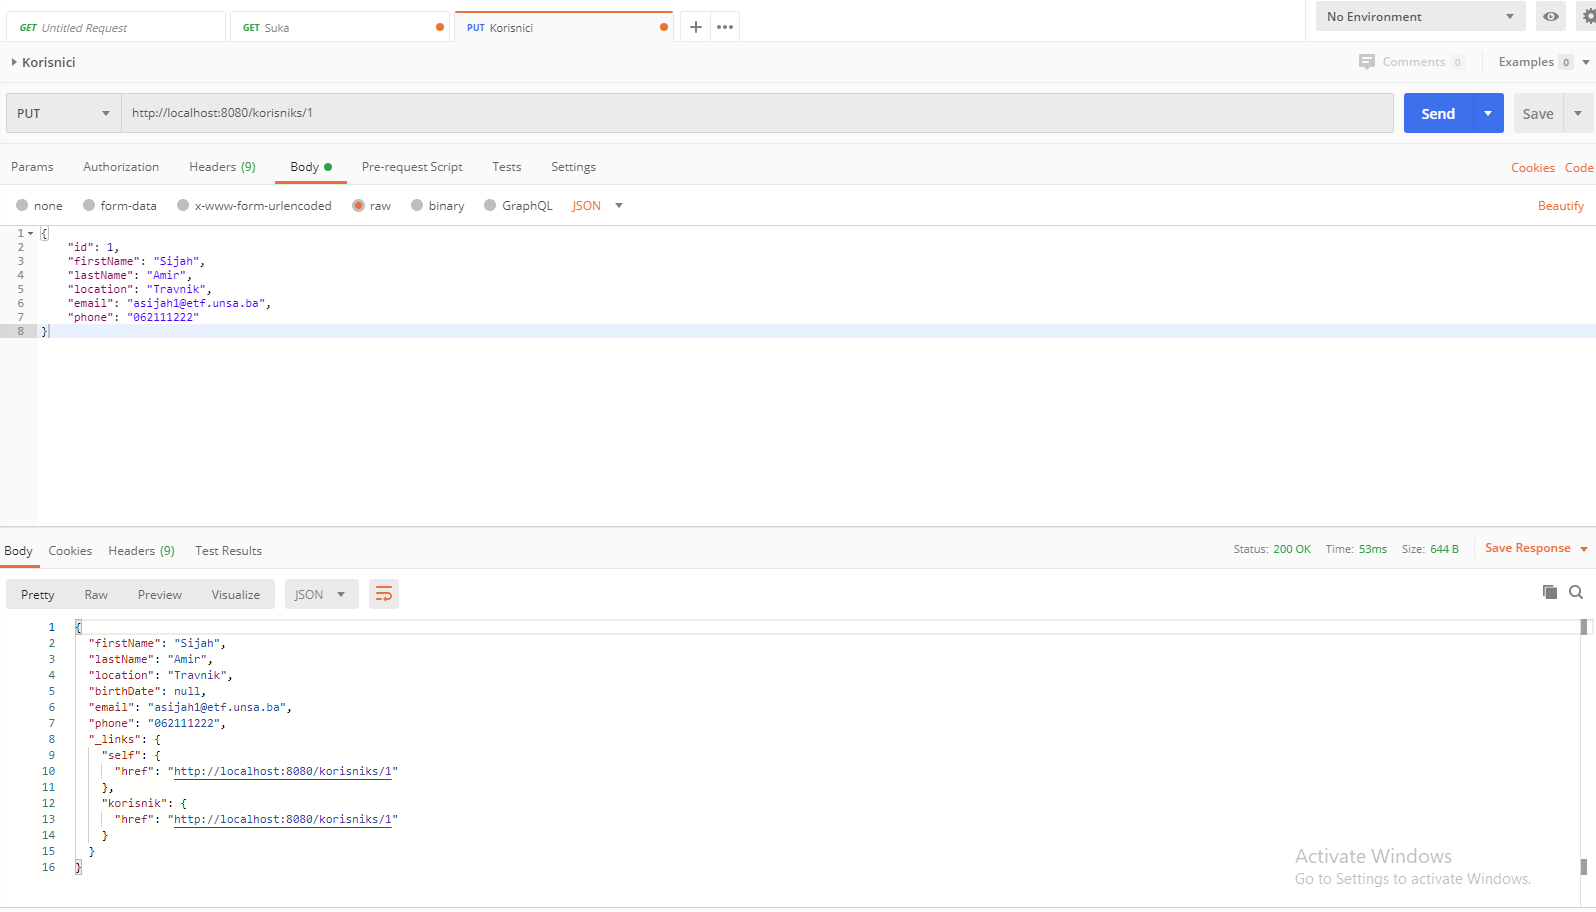 GET Untitled Request GET Suka PUT Korisnici + ••• No Environment
Korisnici Comments 0 Examples 0
PUT http://localhost:8080/korisniks/1 Send Save
Params Authorization Headers (9) Body Pre-request Script Tests Settings Cookies Code
none form-data x-www-form-urlencoded raw binary GraphQL JSON Beautify
1 {
2 "id": 1,
3 "firstName": "Sijah",
4 "lastName": "Amir",
5 "location": "Travnik",
6 "email": "asijah1@etf.unsa.ba",
7 "phone": "062111222"
8 }
Body Cookies Headers (9) Test Results Status: 200 OK Time: 53ms Size: 644 B Save Response
Pretty Raw Preview Visualize JSON
1 {
2 "firstName": "Sijah",
3 "lastName": "Amir",
4 "location": "Travnik",
5 "birthDate": null,
6 "email": "asijah1@etf.unsa.ba",
7 "phone": "062111222",
8 "_links": {
9 "self": {
10 "href": "http://localhost:8080/korisniks/1"
11 },
12 "korisnik": {
13 "href": "http://localhost:8080/korisniks/1"
14 }
15 }
16 }
Activate Windows
Go to Settings to activate Windows.